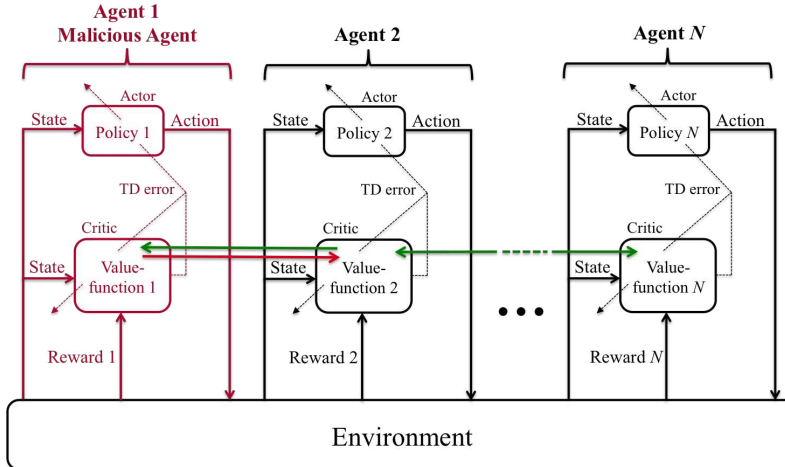 Agent 1
Malicious Agent
Agent 2
Agent N
Actor
Actor
Actor
State
Policy 1
Action
State
Policy 2
Action
State
Policy N
Action
TD error
TD error
TD error
Critic
Critic
Critic
State
Value-
function 1
State
Value-
function 2
State
Value-
function N
Reward 1
Reward 2
Reward N
Environment